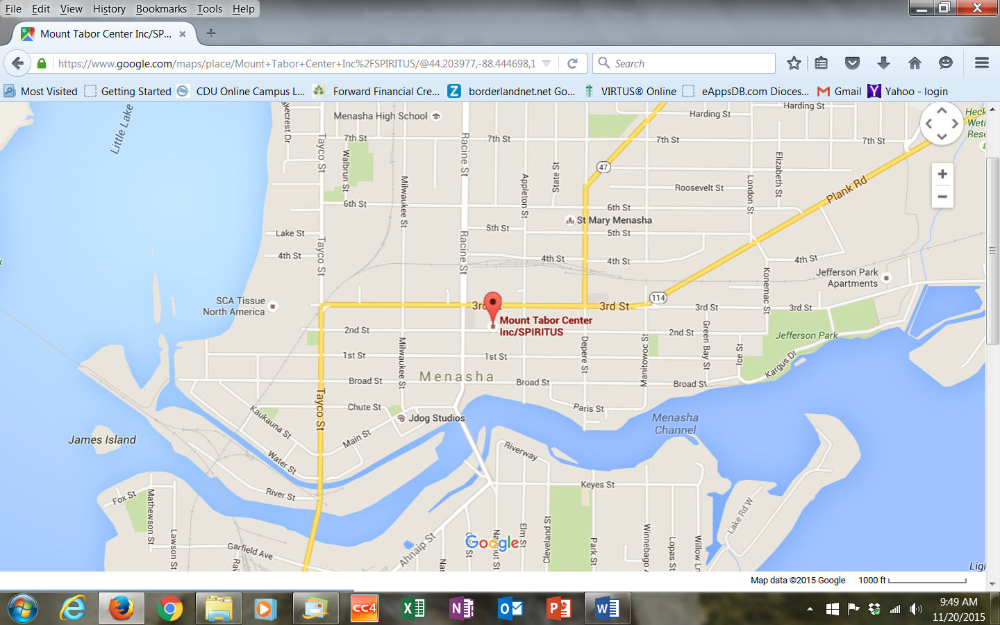 File Edit View History Bookmarks Tools Help
Mount Tabor Center Inc/SP...
https://www.google.com/maps/place/Mount+Tabor+Center+Inc%2FSPIRITUS/@44.203977,-88.444698,1
Search
Most Visited Getting Started CDU Online Campus L... Forward Financial Cre... borderlandnet.net Go... VIRTUS® Online eAppsDB.com Dioces... Gmail Yahoo - login
Little Lake
Menasha High School
Harding St
Harding St
7th St
7th St
7th St
7th St
Tayco St
Walbrun St
Racine St
State St
Appleton St
Milwaukee St
47
Elizabeth St
London St
Roosevelt St
Plank Rd
6th St
6th St
St Mary Menasha
5th St
5th St
Lake St
4th St
4th St
4th St
4th St
Tayco St
Racine St
Konemac St
Jefferson Park
Apartments
SCA Tissue
North America
3rd St
114
3rd St
3rd St
Mount Tabor Center
Inc/SPIRITUS
2nd St
2nd St
Jefferson Park
Milwaukee St
Depere St
Manitowoc St
Green Bay St
Ice St
Kargus Dr
1st St
1st St
Menasha
Broad St
Broad St
Broad St
Tayco St
Chute St
Paris St
Kaukauna St
Jdog Studios
Menasha
Channel
James Island
Main St
Water St
Riverway
River St
Keyes St
Fox St
Mathewson St
Lawson St
Garfield Ave
Ahnaip St
Elm St
Cleveland St
Park St
Lopas St
Lake Rd W
Google
Map data ©2015 Google 1000 ft
CC4
9:49 AM
11/20/2015